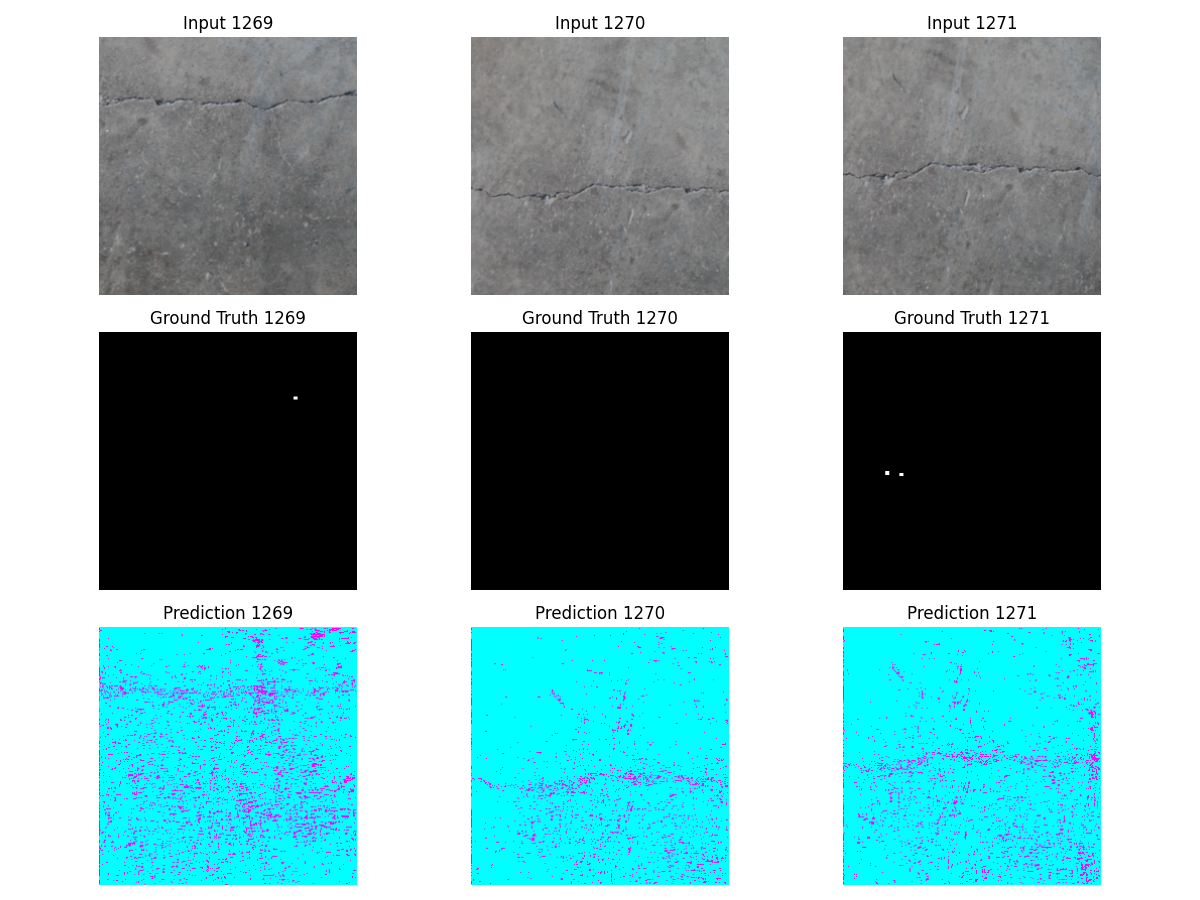 Input 1269
Input 1270
Input 1271
Ground Truth 1269
Ground Truth 1270
Ground Truth 1271
Prediction 1269
Prediction 1270
Prediction 1271